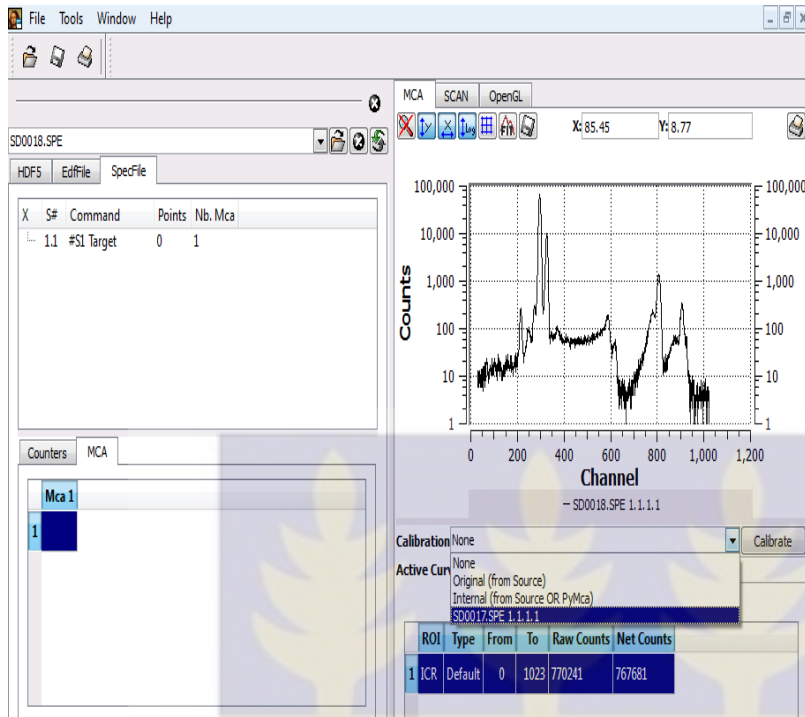 File Tools Window Help
SD0018.SPE
HDF5 EdfFile SpecFile
X S# Command Points Nb. Mca
1.1 #S1 Target 0 1
Counters MCA
Mca 1
1
MCA SCAN OpenGL
Log Fit X: 85.45 Y: 8.77
100,000 100,000
10,000 10,000
1,000 1,000
100 100
10 10
1 1
Counts
0 200 400 600 800 1,000 1,200
Channel
SD0018.SPE 1.1.1.1
Calibration None Calibrate
None
Active Cur
Original (from Source)
Internal (from Source OR PyMca)
SD0017.SPE 1.1.1.1
ROI Type From To Raw Counts Net Counts
1 ICR Default 0 1023 770241 767681